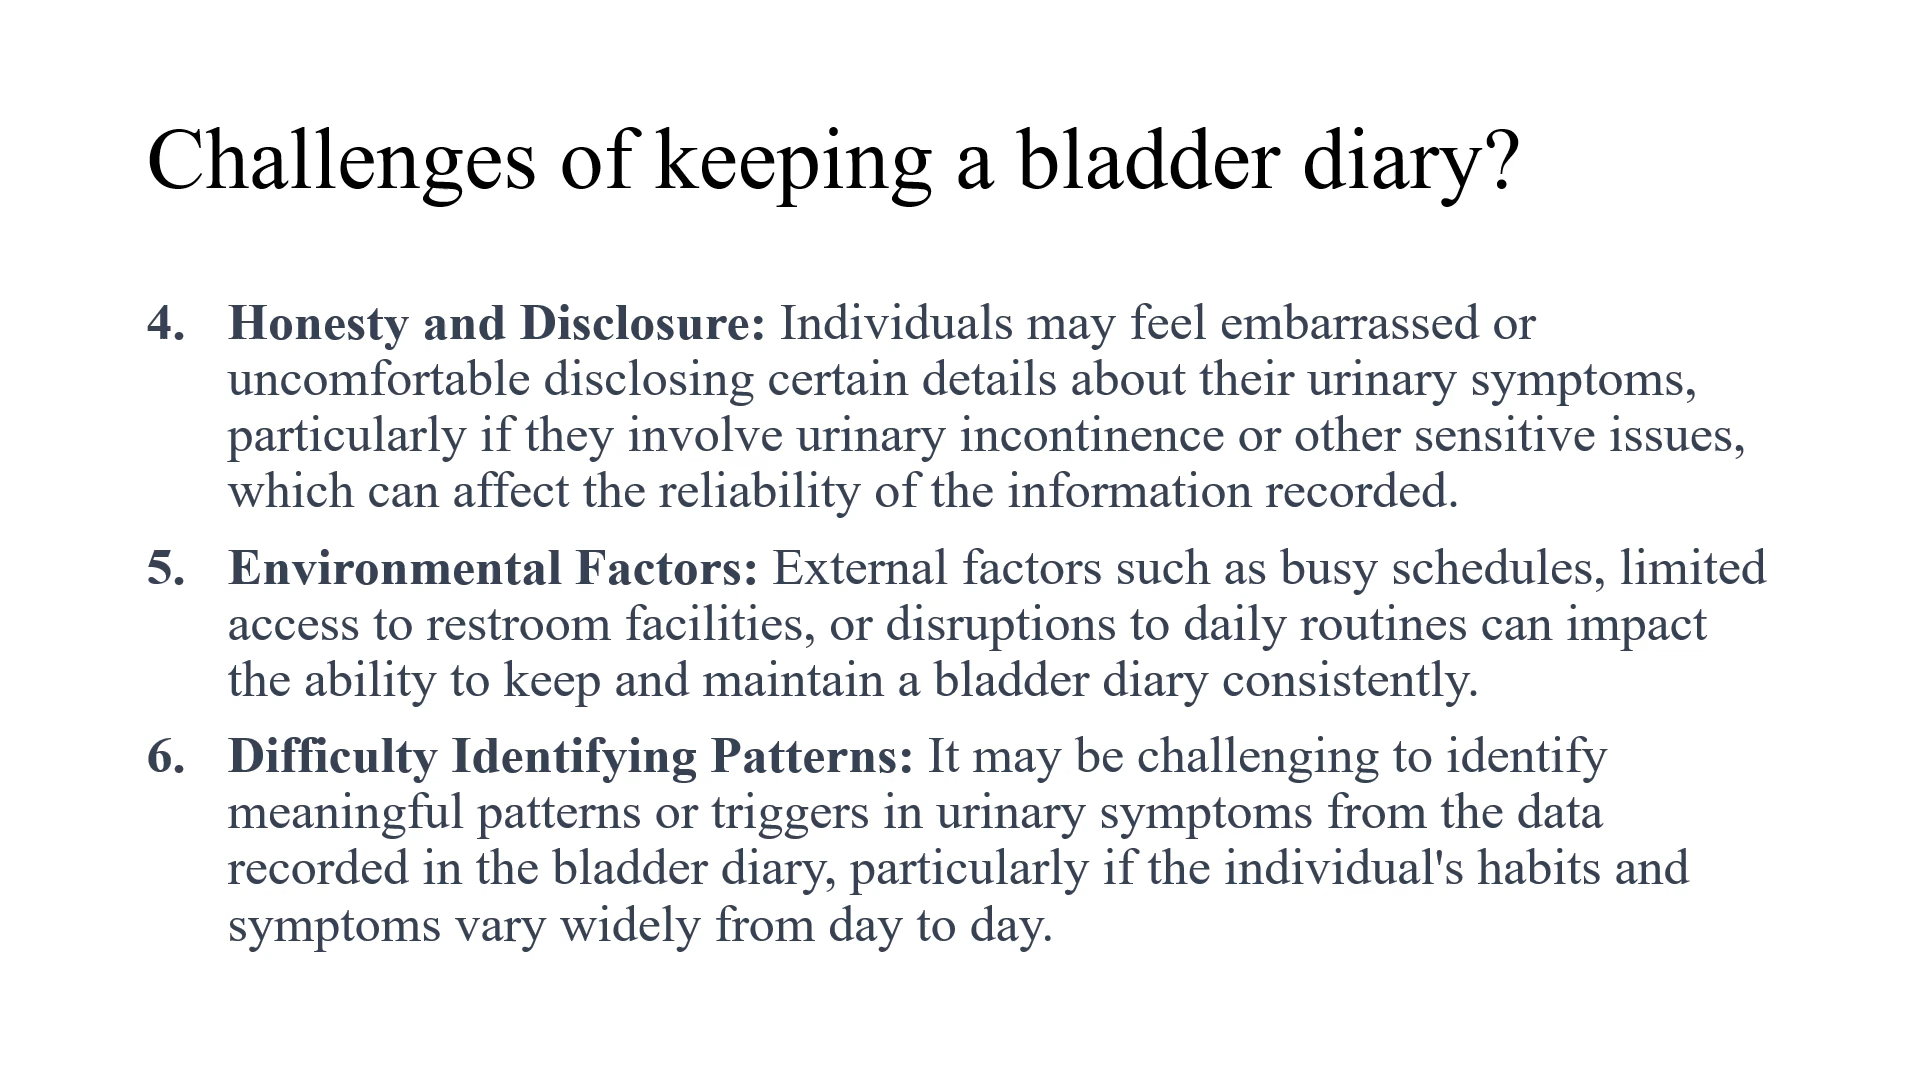 Challenges of keeping a bladder diary?
4. Honesty and Disclosure: Individuals may feel embarrassed or
uncomfortable disclosing certain details about their urinary symptoms,
particularly if they involve urinary incontinence or other sensitive issues,
which can affect the reliability of the information recorded.
5. Environmental Factors: External factors such as busy schedules, limited
access to restroom facilities, or disruptions to daily routines can impact
the ability to keep and maintain a bladder diary consistently.
6. Difficulty Identifying Patterns: It may be challenging to identify
meaningful patterns or triggers in urinary symptoms from the data
recorded in the bladder diary, particularly if the individual's habits and
symptoms vary widely from day to day.